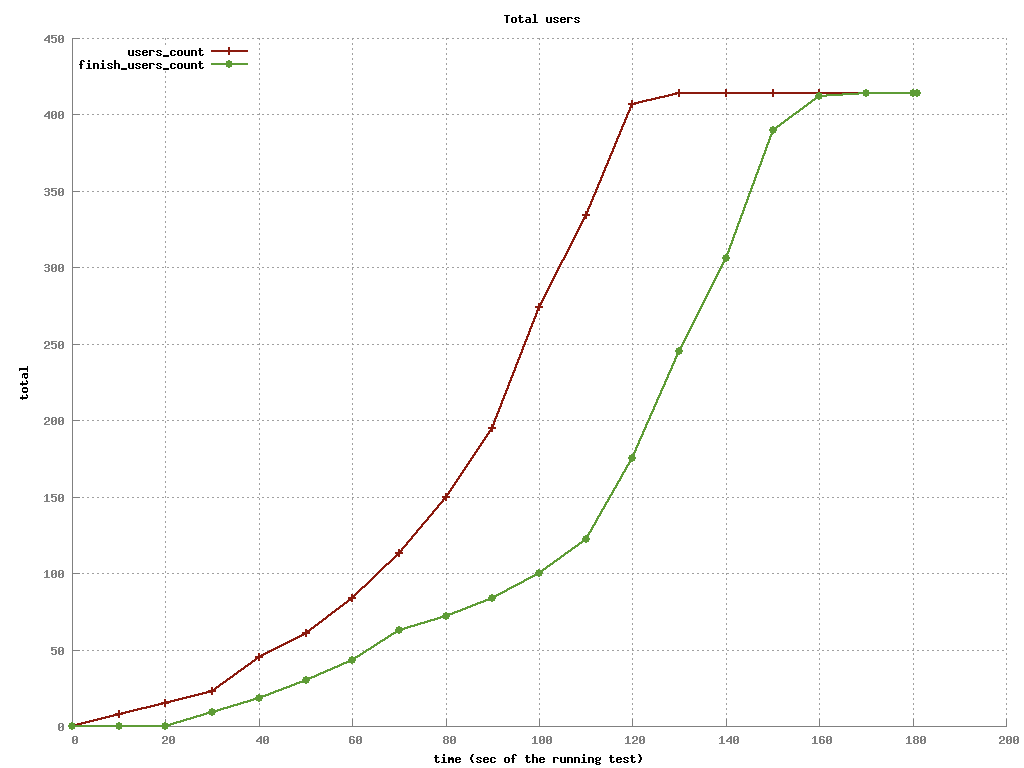 Total users
users_count
finish_users_count
450
400
350
300
250
200
150
100
50
0
total
0 20 40 60 80 100 120 140 160 180 200
time (sec of the running test)